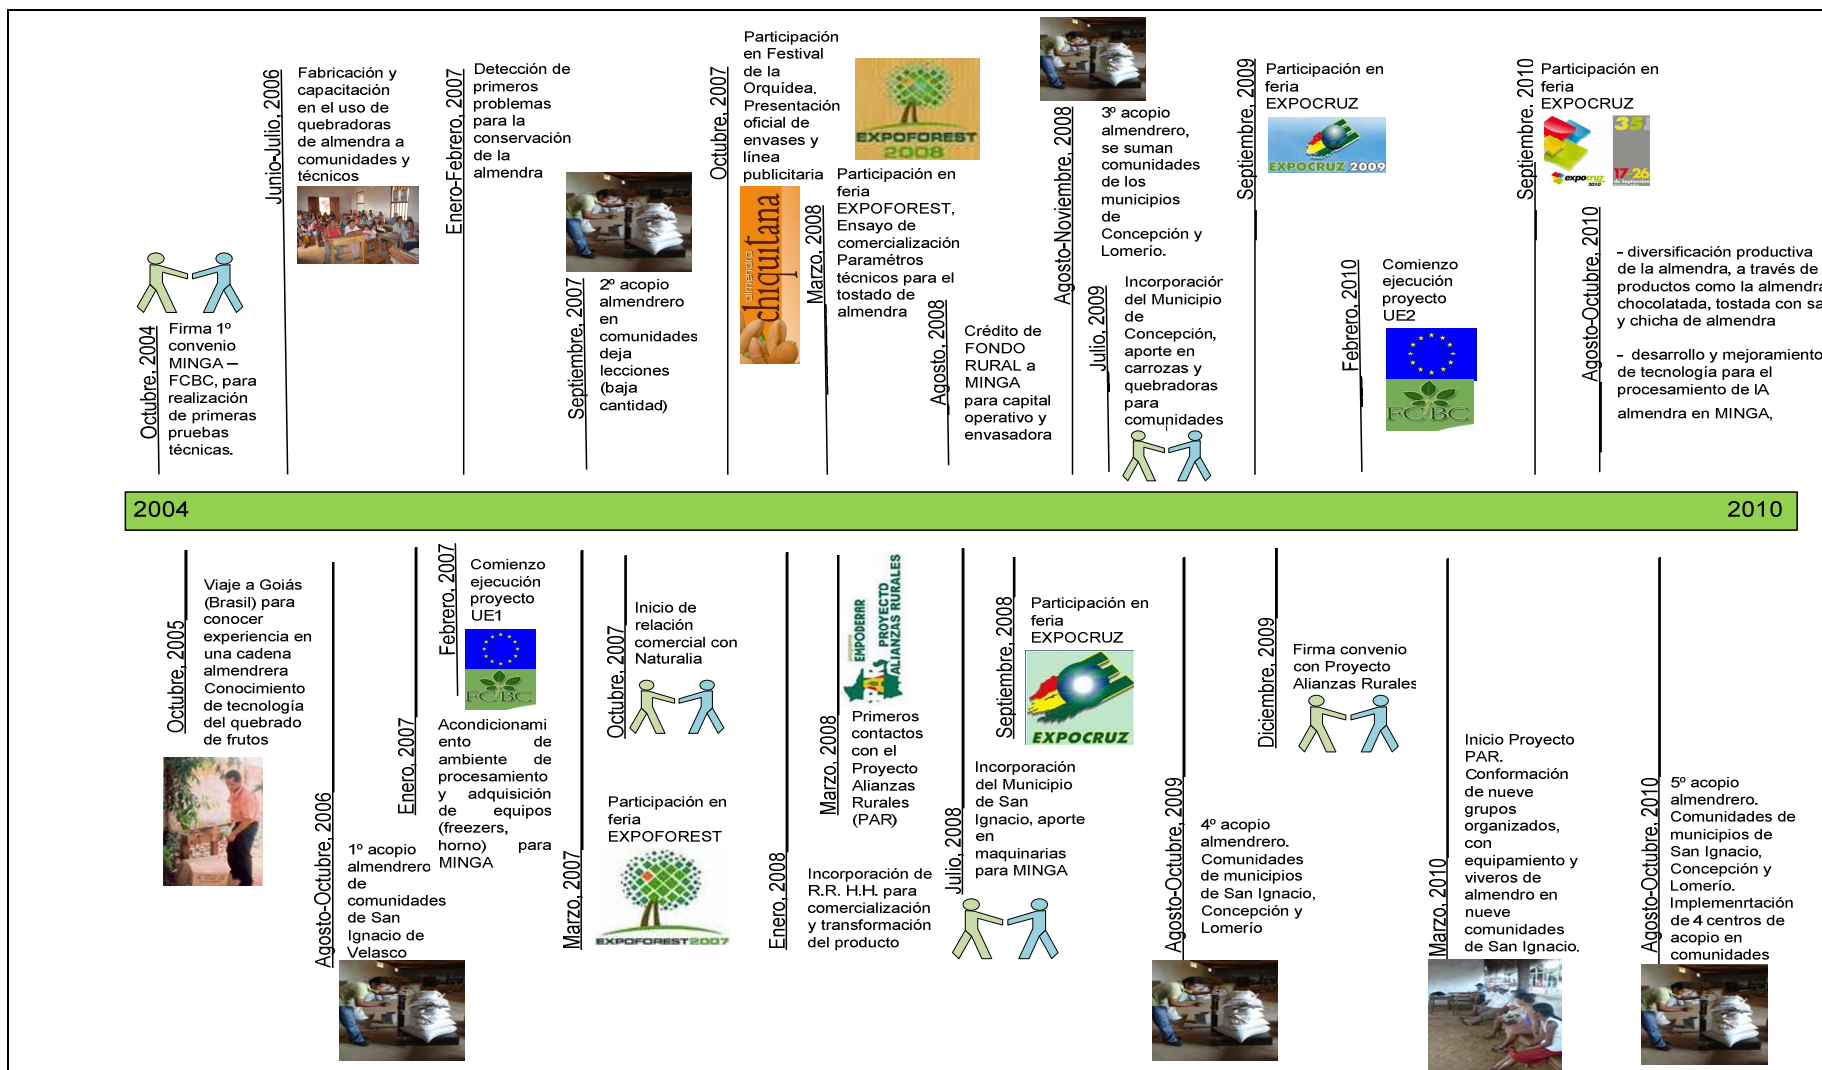 Octubre, 2004
Firma 1º
convenio
MINGA –
FCBC, para
realización
de primeras
pruebas
técnicas.
Junio-Julio, 2006
Fabricación y
capacitación
en el uso de
quebradoras
de almendra a
comunidades y
técnicos
Enero-Febrero, 2007
Detección de
primeros
problemas
para la
conservación
de la
almendra
Septiembre, 2007
2º acopio
almendrero
en
comunidades
deja
lecciones
(baja
cantidad)
Octubre, 2007
Participación
en Festival
de la
Orquídea.
Presentación
oficial de
envases y
línea
publicitaria
almendra
chiquitana
Marzo, 2008
EXPOFOREST
2008
Participación en
feria
EXPOFOREST,
Ensayo de
comercialización
Paramétros
técnicos para el
tostado de
almendra
Agosto, 2008
Crédito de
FONDO
RURAL a
MINGA
para capital
operativo y
envasadora
Agosto-Noviembre, 2008
3º acopio
almendrero,
se suman
comunidades
de los
municipios
de
Concepción y
Lomerío.
Julio, 2009
Incorporación
del Municipio
de
Concepción,
aporte en
carrozas y
quebradoras
para
comunidades
Septiembre, 2009
Participación en
feria
EXPOCRUZ
EXPOCRUZ 2009
Febrero, 2010
Comienzo
ejecución
proyecto
UE2
FCBC
Septiembre, 2010
Participación en
feria
EXPOCRUZ
35
expocruz
2010
17-26
de Septiembre
Agosto-Octubre, 2010
– diversificación productiva
de la almendra, a través de
productos como la almendra
chocolatada, tostada con sa
y chicha de almendra
– desarrollo y mejoramiento
de tecnología para el
procesamiento de lA
almendra en MINGA,
2004
2010
Octubre, 2005
Viaje a Goiás
(Brasil) para
conocer
experiencia en
una cadena
almendrera
Conocimiento
de tecnología
del quebrado
de frutos
Agosto-Octubre, 2006
1º acopio
almendrero
de
comunidades
de San
Ignacio de
Velasco
Enero, 2007
Acondicionami
ento de
ambiente de
procesamiento
y adquisición
de equipos
(freezers,
horno) para
MINGA
Febrero, 2007
Comienzo
ejecución
proyecto
UE1
FCBC
Marzo, 2007
Participación en
feria
EXPOFOREST
EXPOFOREST2007
Octubre, 2007
Inicio de
relación
comercial con
Naturalia
Enero, 2008
Incorporación de
R.R. H.H. para
comercialización
y transformación
del producto
Marzo, 2008
EMPODERAR
PAR
PROYECTO
ALIANZAS RURALES
Primeros
contactos
con el
Proyecto
Alianzas
Rurales
(PAR)
Julio, 2008
Incorporación
del Municipio
de San
Ignacio, aporte
en
maquinarias
para MINGA
Septiembre, 2008
Participación en
feria
EXPOCRUZ
EXPOCRUZ
Agosto-Octubre, 2009
4º acopio
almendrero.
Comunidades
de municipios
de San Ignacio,
Concepción y
Lomerío
Diciembre, 2009
Firma convenio
con Proyecto
Alianzas Rurales
Marzo, 2010
Inicio Proyecto
PAR.
Conformación
de nueve
grupos
organizados,
con
equipamiento y
viveros de
almendro en
nueve
comunidades
de San Ignacio.
Agosto-Octubre, 2010
5º acopio
almendrero.
Comunidades de
municipios de
San Ignacio,
Concepción y
Lomerío.
Implemenrtación
de 4 centros de
acopio en
comunidades